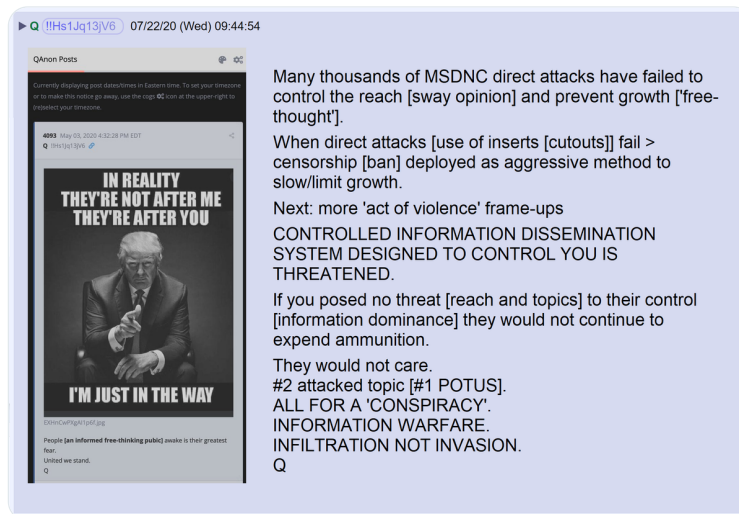 Q !!Hs1Jq13jV6 07/22/20 (Wed) 09:44:54
QAnon Posts
Currently displaying post dates/times in Eastern time. To set your timezone
or to make this notice go away, use the cogs icon at the upper-right to
(re)select your timezone.
4093 May 03, 2020 4:32:28 PM EDT
Q !!Hs1Jq13jV6
IN REALITY
THEY'RE NOT AFTER ME
THEY'RE AFTER YOU
I'M JUST IN THE WAY
EXHnCwPXgAI1p6f.jpg
People [an informed free-thinking pubic] awake is their greatest
fear.
United we stand.
Q
Many thousands of MSDNC direct attacks have failed to
control the reach [sway opinion] and prevent growth ['free-
thought'].
When direct attacks [use of inserts [cutouts]] fail >
censorship [ban] deployed as aggressive method to
slow/limit growth.
Next: more 'act of violence' frame-ups
CONTROLLED INFORMATION DISSEMINATION
SYSTEM DESIGNED TO CONTROL YOU IS
THREATENED.
If you posed no threat [reach and topics] to their control
[information dominance] they would not continue to
expend ammunition.
They would not care.
#2 attacked topic [#1 POTUS].
ALL FOR A 'CONSPIRACY'.
INFORMATION WARFARE.
INFILTRATION NOT INVASION.
Q